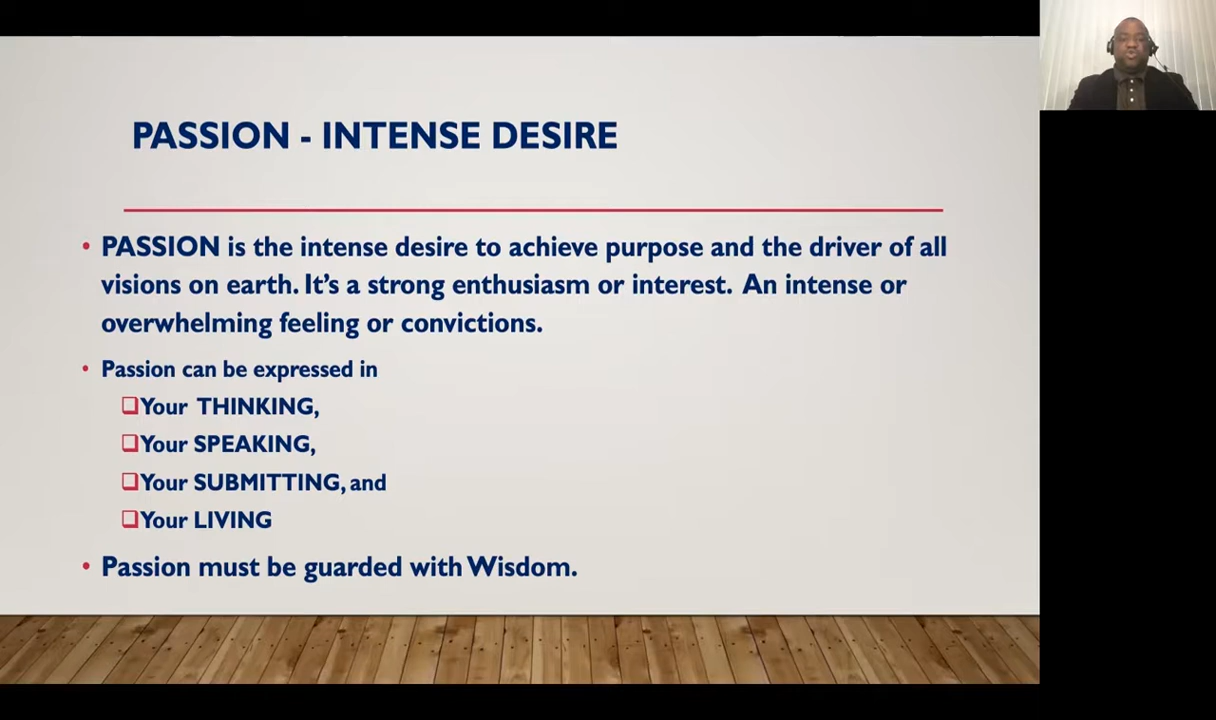 PASSION - INTENSE DESIRE
• PASSION is the intense desire to achieve purpose and the driver of all
visions on earth. It's a strong enthusiasm or interest. An intense or
overwhelming feeling or convictions.
• Passion can be expressed in
❑Your THINKING,
❑Your SPEAKING,
❑Your SUBMITTING, and
❑Your LIVING
• Passion must be guarded with Wisdom.